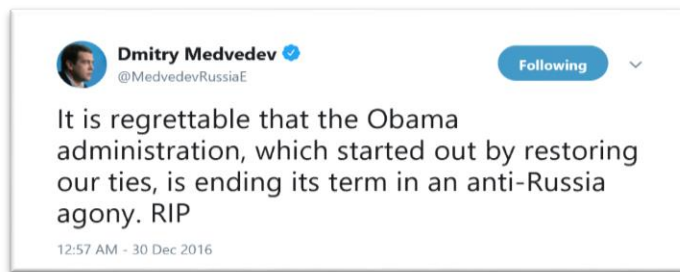 Dmitry Medvedev
@MedvedevRussiaE
Following
It is regrettable that the Obama
administration, which started out by restoring
our ties, is ending its term in an anti-Russia
agony. RIP
12:57 AM - 30 Dec 2016